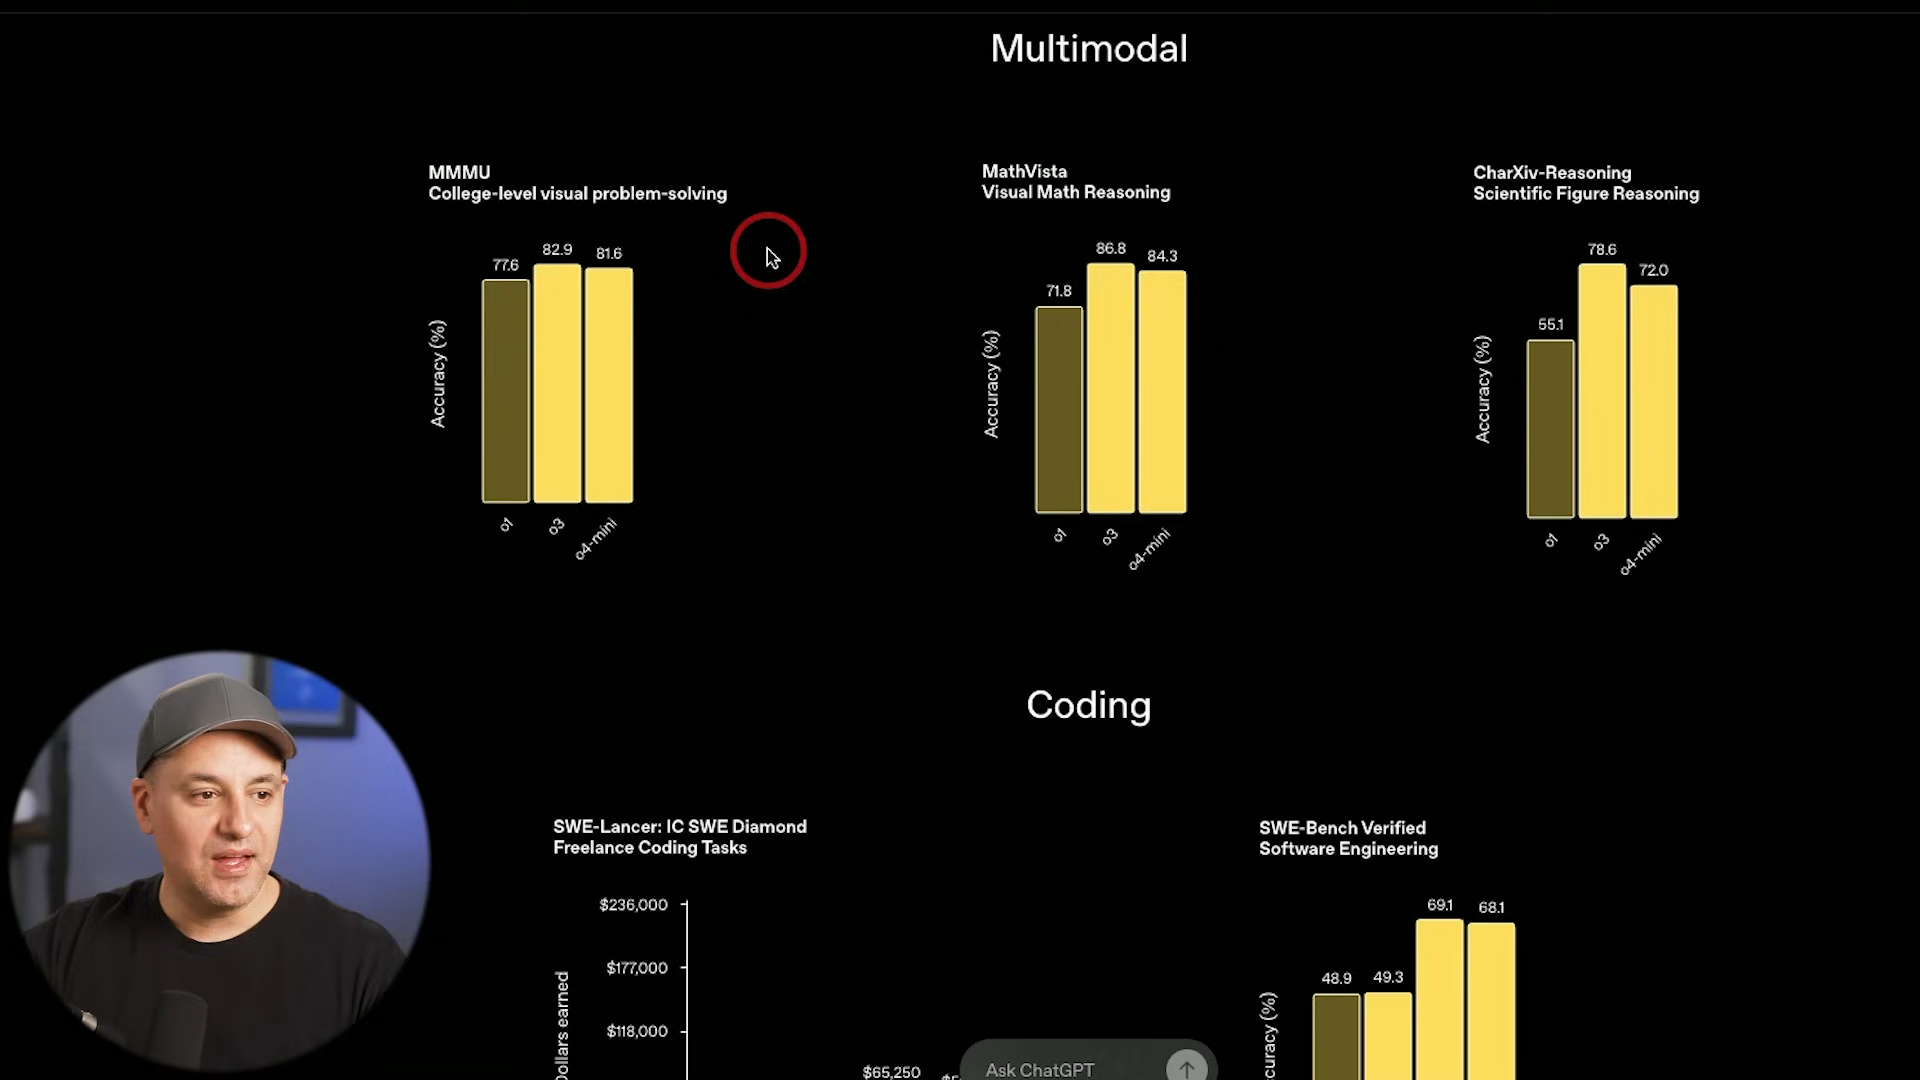 Multimodal
MMMU
College-level visual problem-solving
77.6
82.9
81.6
Accuracy (%)
o1
o3
o4-mini
MathVista
Visual Math Reasoning
71.8
86.8
84.3
Accuracy (%)
o1
o3
o4-mini
CharXiv-Reasoning
Scientific Figure Reasoning
55.1
78.6
72.0
Accuracy (%)
o1
o3
o4-mini
Coding
SWE-Lancer: IC SWE Diamond
Freelance Coding Tasks
$236,000
$177,000
$118,000
Dollars earned
$65,250
SWE-Bench Verified
Software Engineering
48.9
49.3
69.1
68.1
(%)
Ask ChatGPT